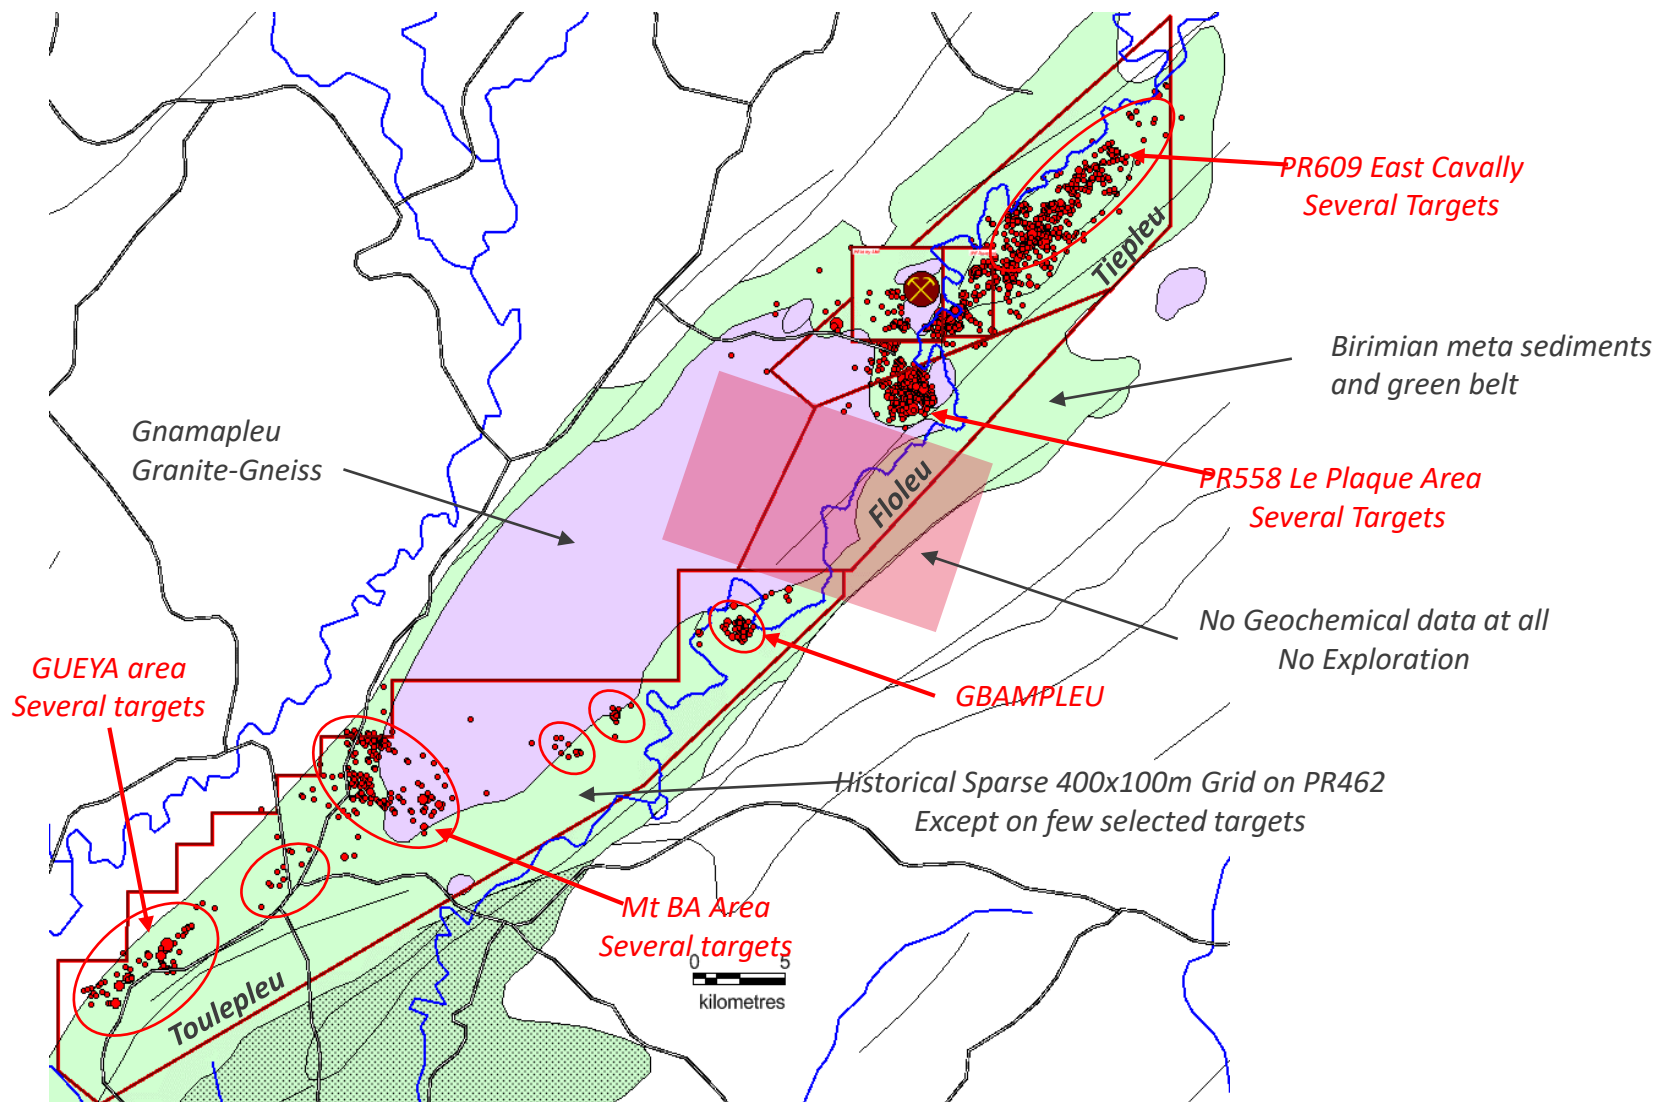 PR609 East Cavally
Several Targets
Tiepleu
Birimian meta sediments
and green belt
Gnamapleu
Granite-Gneiss
PR558 Le Plaque Area
Several Targets
Floleu
No Geochemical data at all
No Exploration
GUEYA area
Several targets
GBAMPLEU
Historical Sparse 400x100m Grid on PR462
Except on few selected targets
Mt BA Area
Several targets
0 5
kilometres
Toulepleu